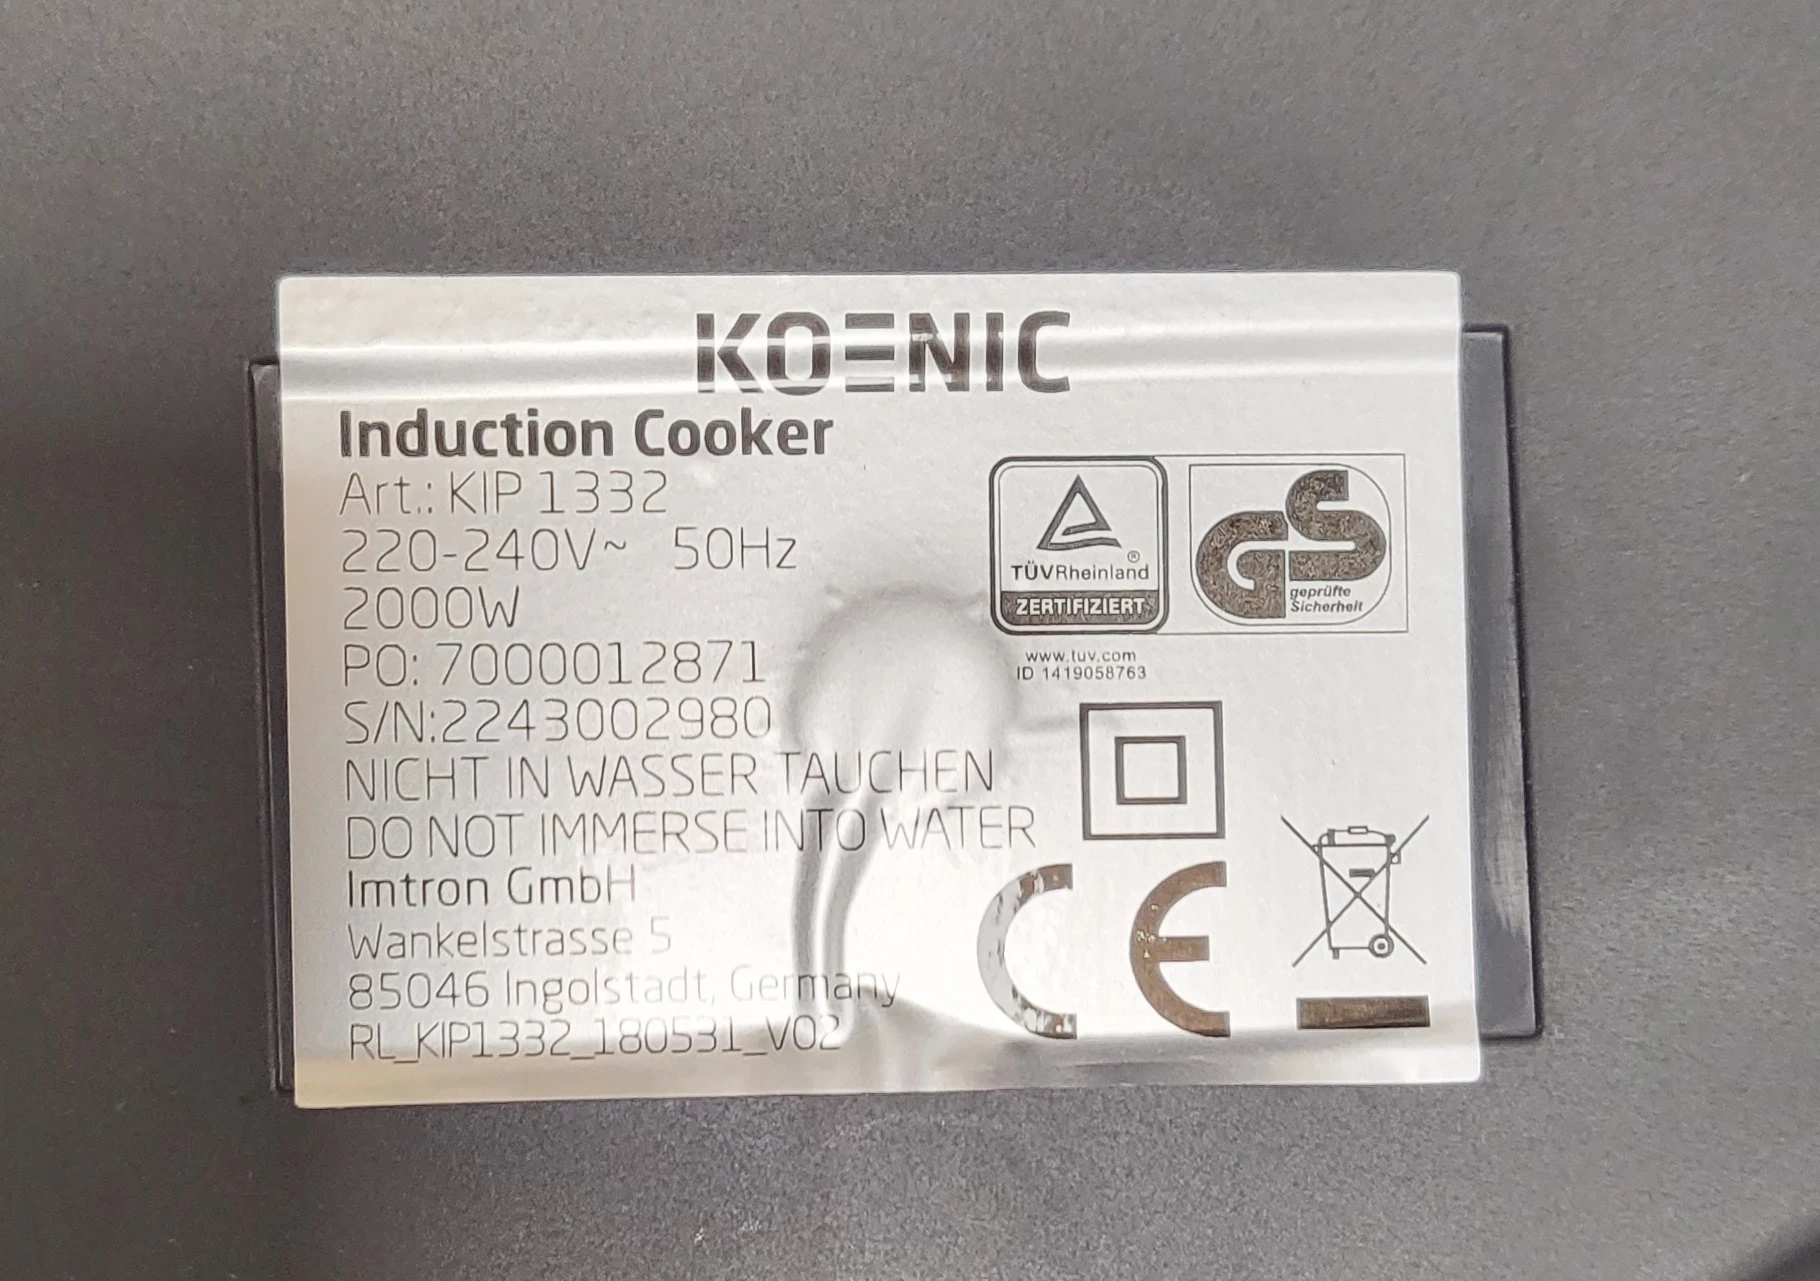 KOENIC
Induction Cooker
Art.: KIP 1332
220-240V~ 50Hz
2000W
PO: 7000012871
S/N:2243002980
NICHT IN WASSER TAUCHEN
DO NOT IMMERSE INTO WATER
Imtron GmbH
Wankelstrasse 5
85046 Ingolstadt, Germany
RL_KIP1332_180531_V02
®
TÜVRheinland
ZERTIFIZIERT
GS
geprüfte
Sicherheit
www.tuv.com
ID 1419058763
CE